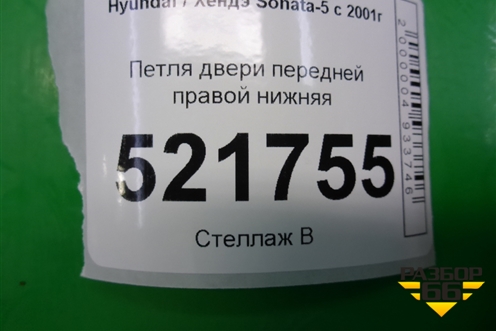 Hyundai / Хендэ Sonata-5 с 2001г
Петля двери передней
правой нижняя
521755
Стеллаж В
2000004933746
РАЗБОР
66